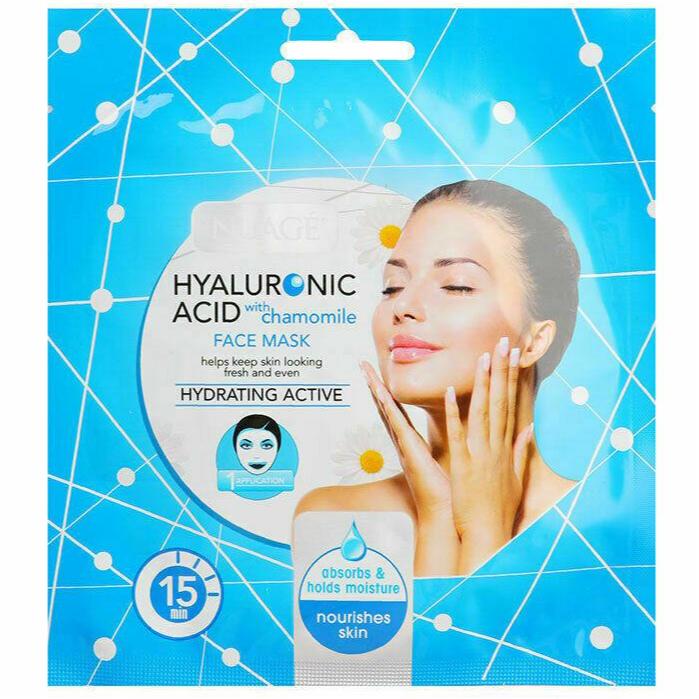 NUAGÉ
HYALURONIC
ACID with chamomile
FACE MASK
helps keep skin looking
fresh and even
HYDRATING ACTIVE
1 APPLICATION
15
min
absorbs &
holds moisture
nourishes
skin